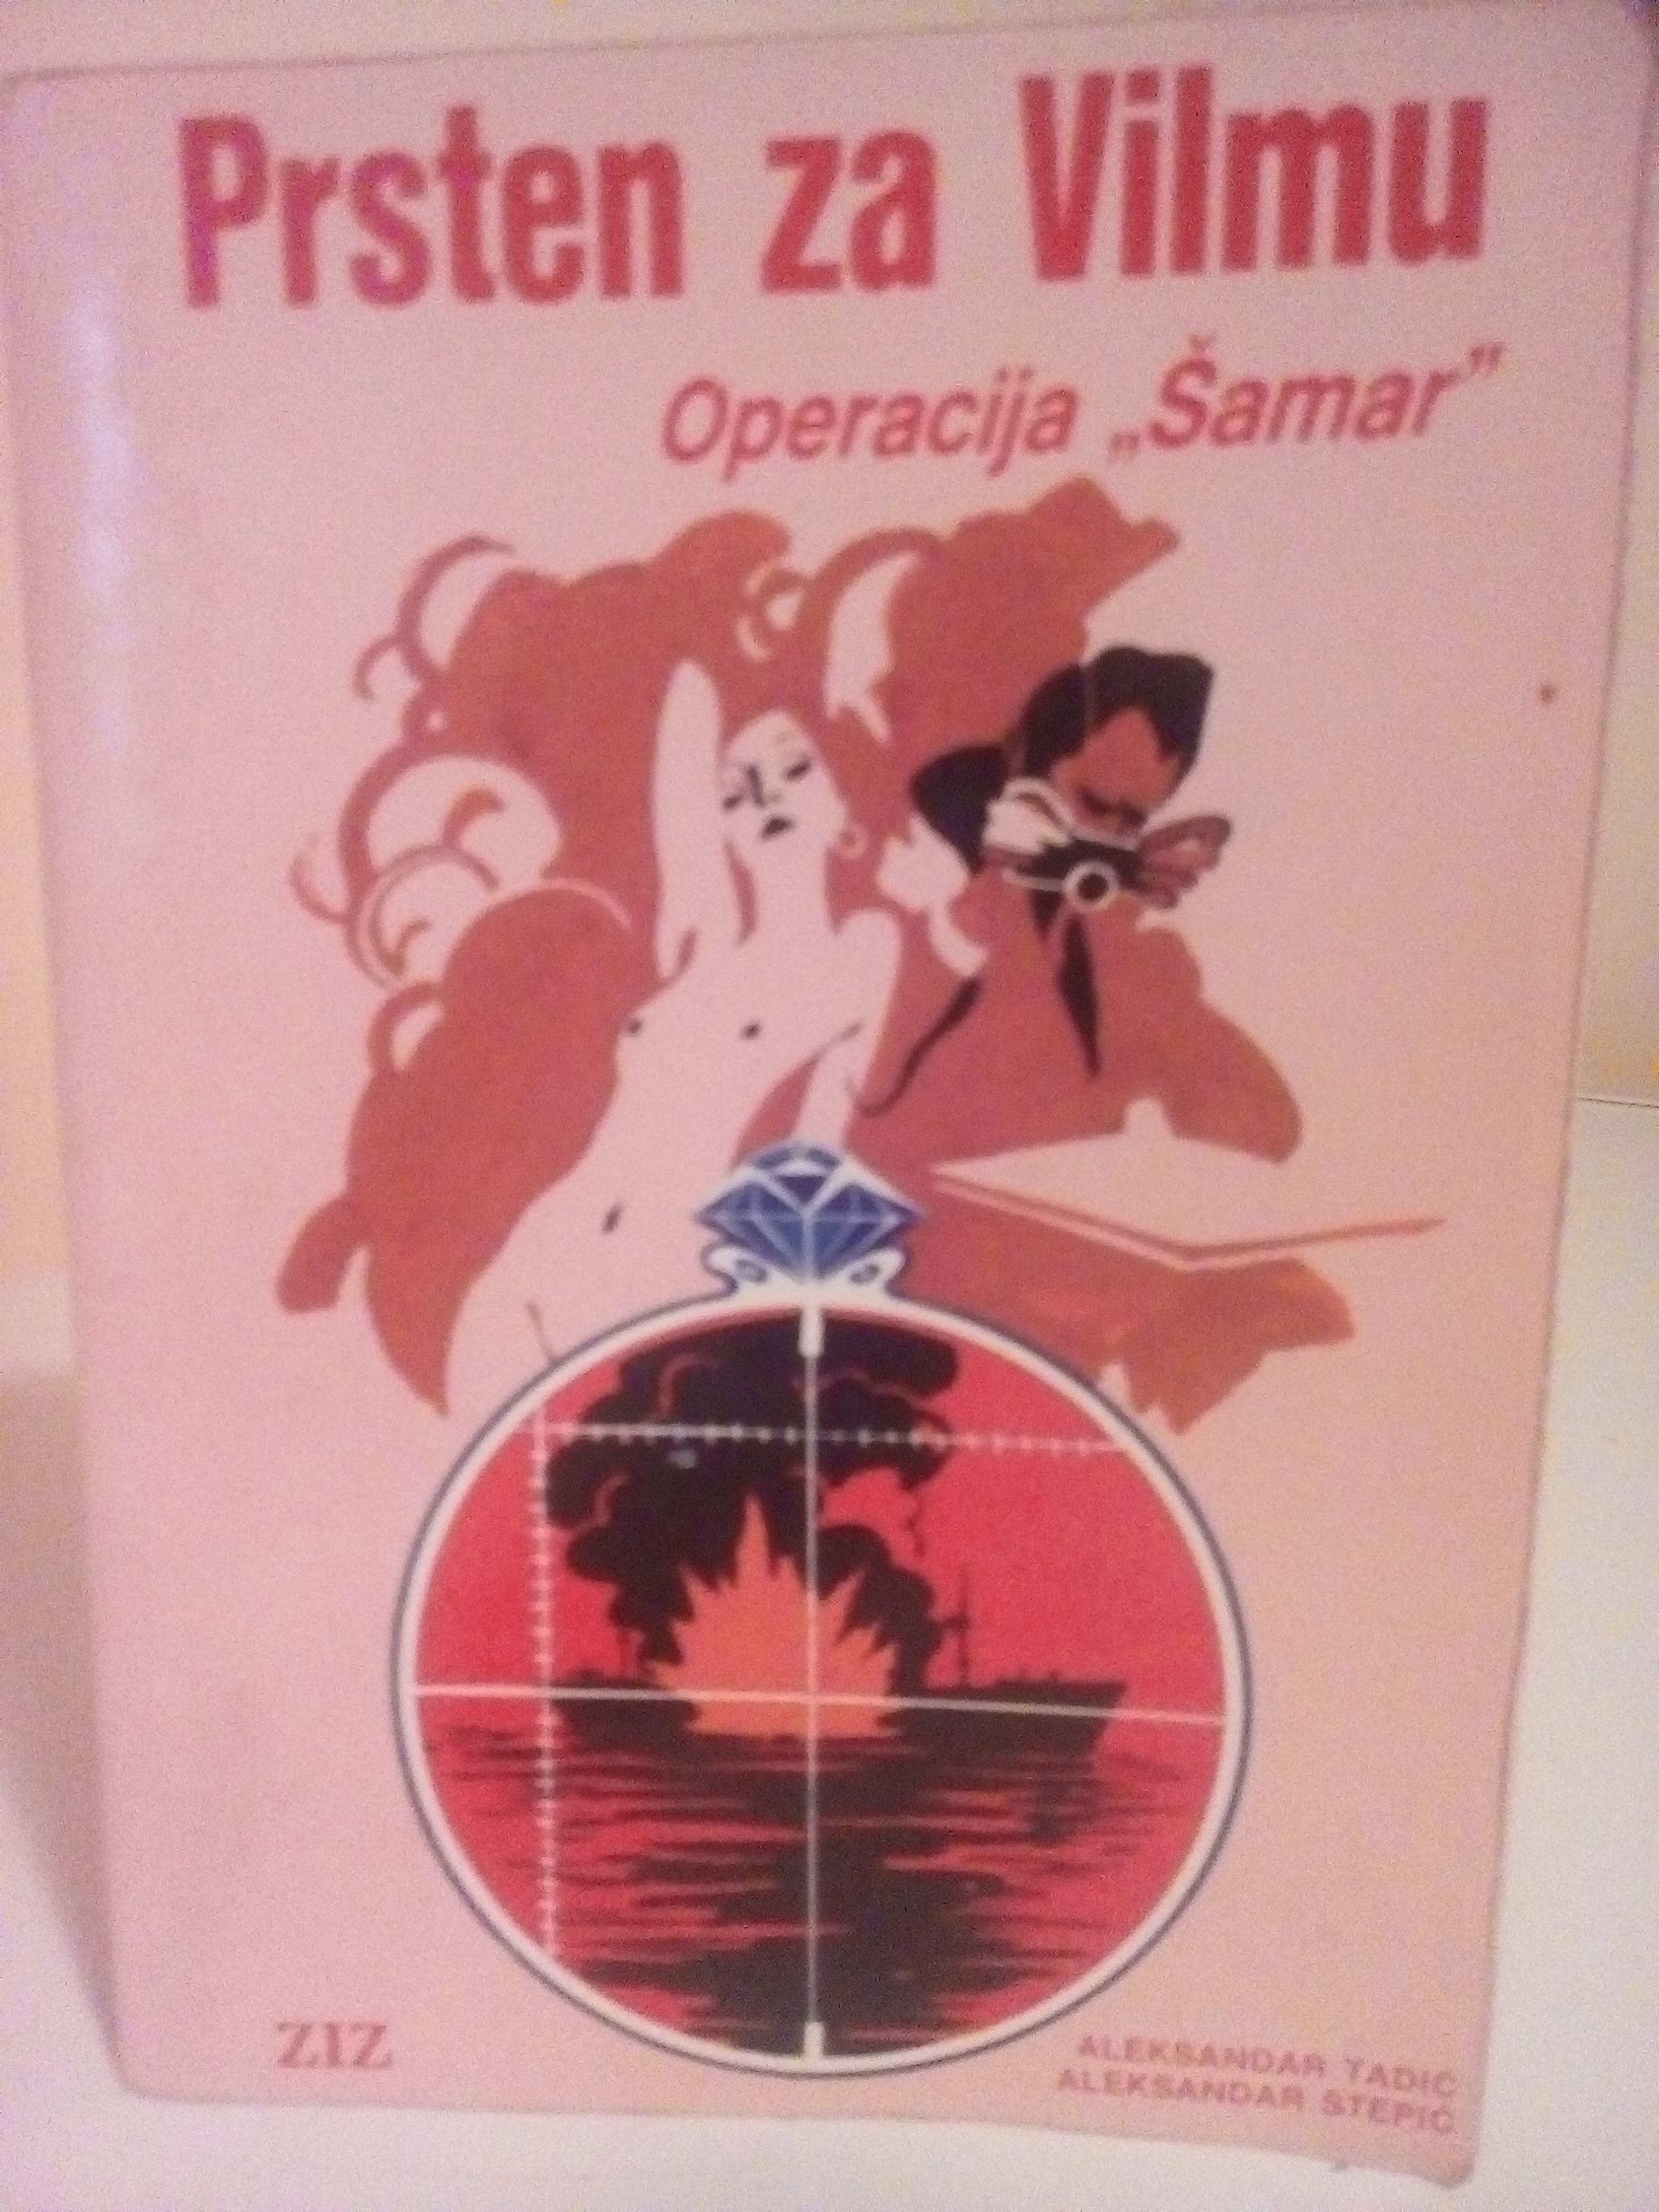 Prsten za Vilmu
Operacija „Šamar”
ZIZ
ALEKSANDAR TADIĆ
ALEKSANDAR STEPIĆ